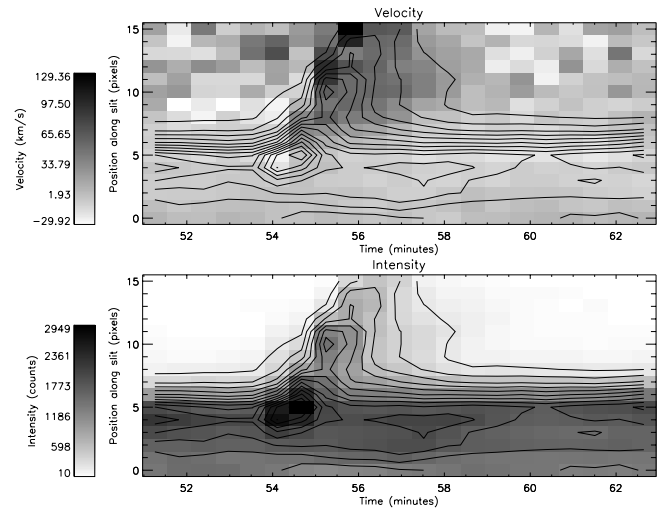 Velocity
129.36
97.50
65.65
33.79
1.93
−29.92
Velocity (km/s)
Position along slit (pixels)
15
10
5
0
52 54 56 58 60 62
Time (minutes)
Intensity
2949
2361
1773
1186
598
10
Intensity (counts)
Position along slit (pixels)
15
10
5
0
52 54 56 58 60 62
Time (minutes)